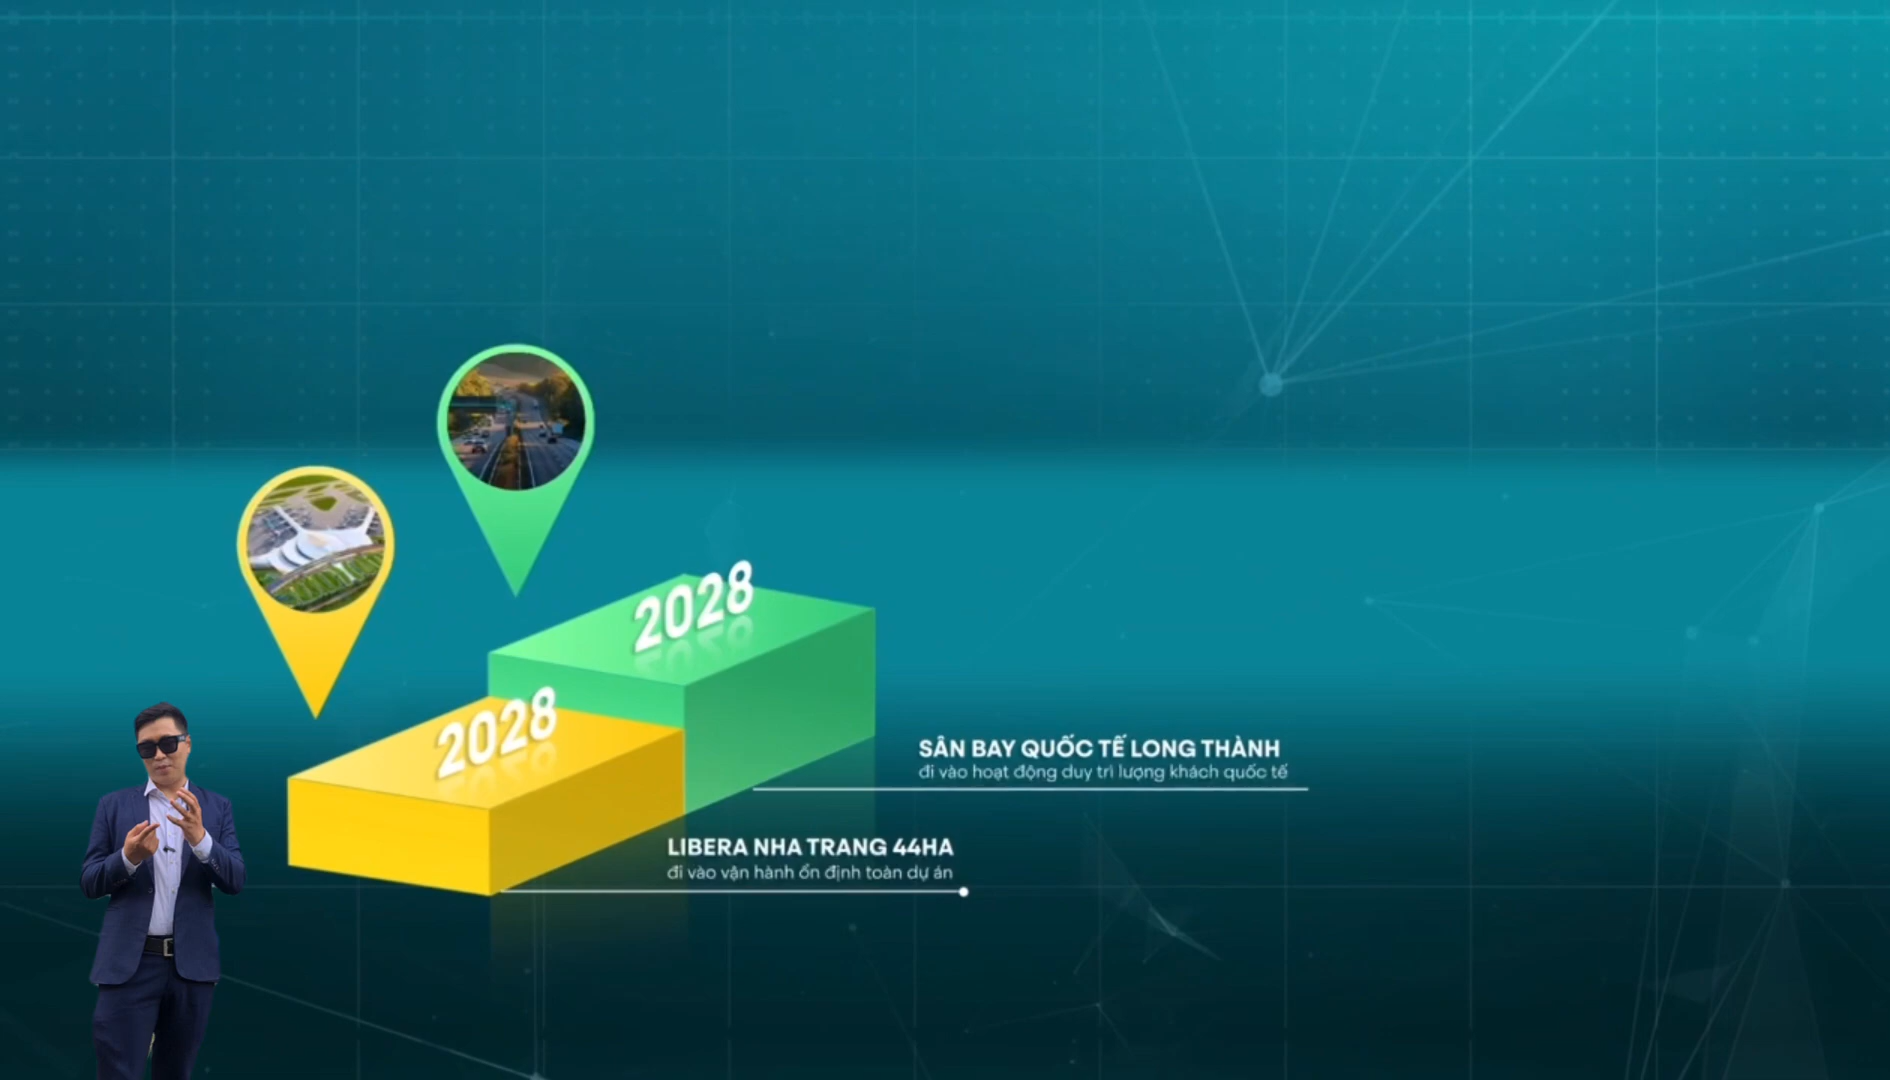 2028
2028
SÂN BAY QUỐC TẾ LONG THÀNH
đi vào hoạt động duy trì lượng khách quốc tế
LIBERA NHA TRANG 44HA
đi vào vận hành ổn định toàn dự án